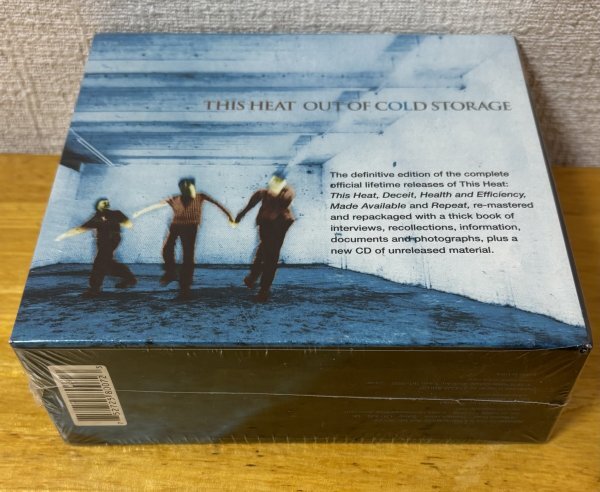 THIS HEAT OUT OF COLD STORAGE
The definitive edition of the complete
official lifetime releases of This Heat:
This Heat, Deceit, Health and Efficiency,
Made Available and Repeat, re-mastered
and repackaged with a thick book of
interviews, recollections, information,
documents and photographs, plus a
new CD of unreleased material.